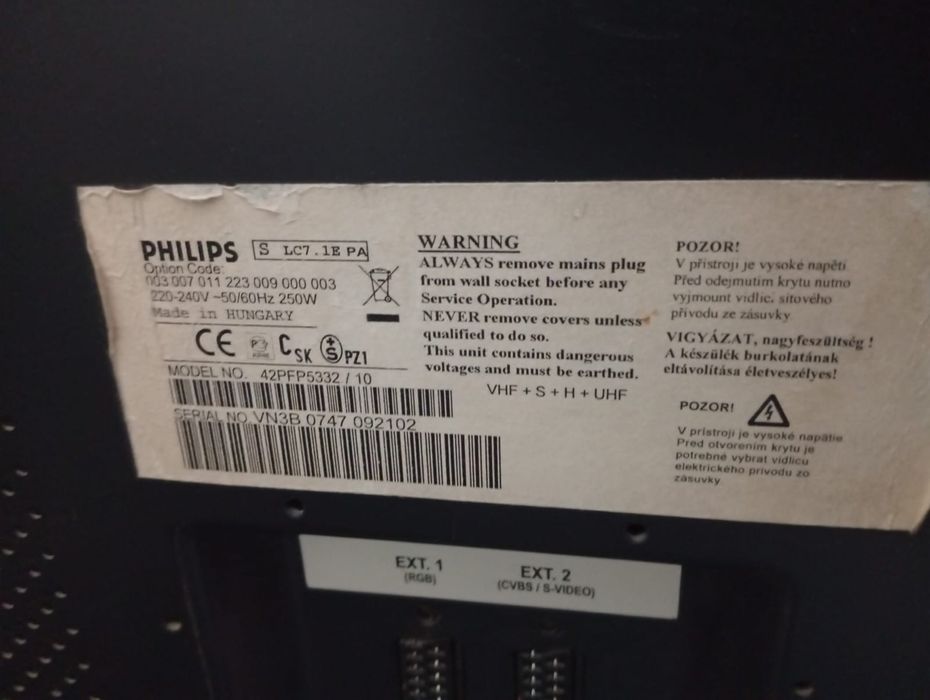 PHILIPS
S LC7.1E PA
Option Code:
003 007 011 223 009 000 003
220-240V ~50/60Hz 250W
Made in HUNGARY
CE
CSK
S PZ1
MODEL NO. 42PFP5332 / 10
SERIAL NO VN3B 0747 092102
WARNING
ALWAYS remove mains plug
from wall socket before any
Service Operation.
NEVER remove covers unless
qualified to do so.
This unit contains dangerous
voltages and must be earthed.
VHF + S + H + UHF
POZOR!
V přístroji je vysoké napětí
Před odejmutím krytu nutno
vyjmount vidlic. síťového
přívodu ze zásuvky
VIGYÁZAT, nagyfeszültség !
A készülék burkolatának
eltávolítása életveszélyes!
POZOR!
V prístroji je vysoké napätie
Pred otvorením krytu je
potrebné vybrat vidlicu
elektrického prívodu zo
zásuvky
EXT. 1
(RGB)
EXT. 2
(CVBS / S-VIDEO)